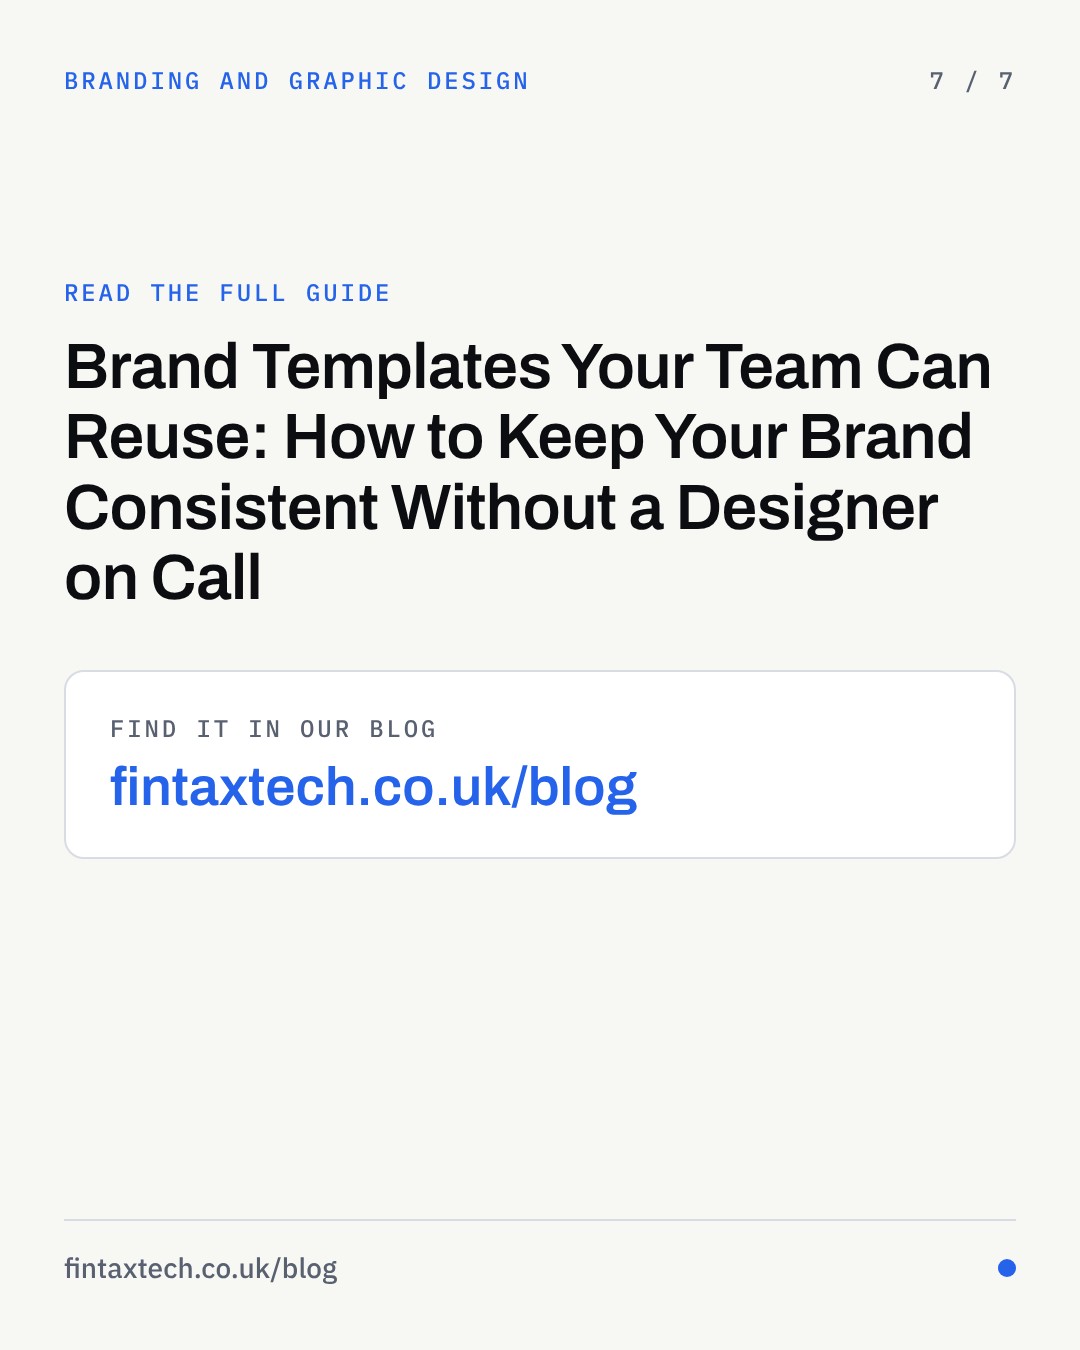 BRANDING AND GRAPHIC DESIGN
7 / 7
READ THE FULL GUIDE
Brand Templates Your Team Can
Reuse: How to Keep Your Brand
Consistent Without a Designer
on Call
FIND IT IN OUR BLOG
fintaxtech.co.uk/blog
fintaxtech.co.uk/blog